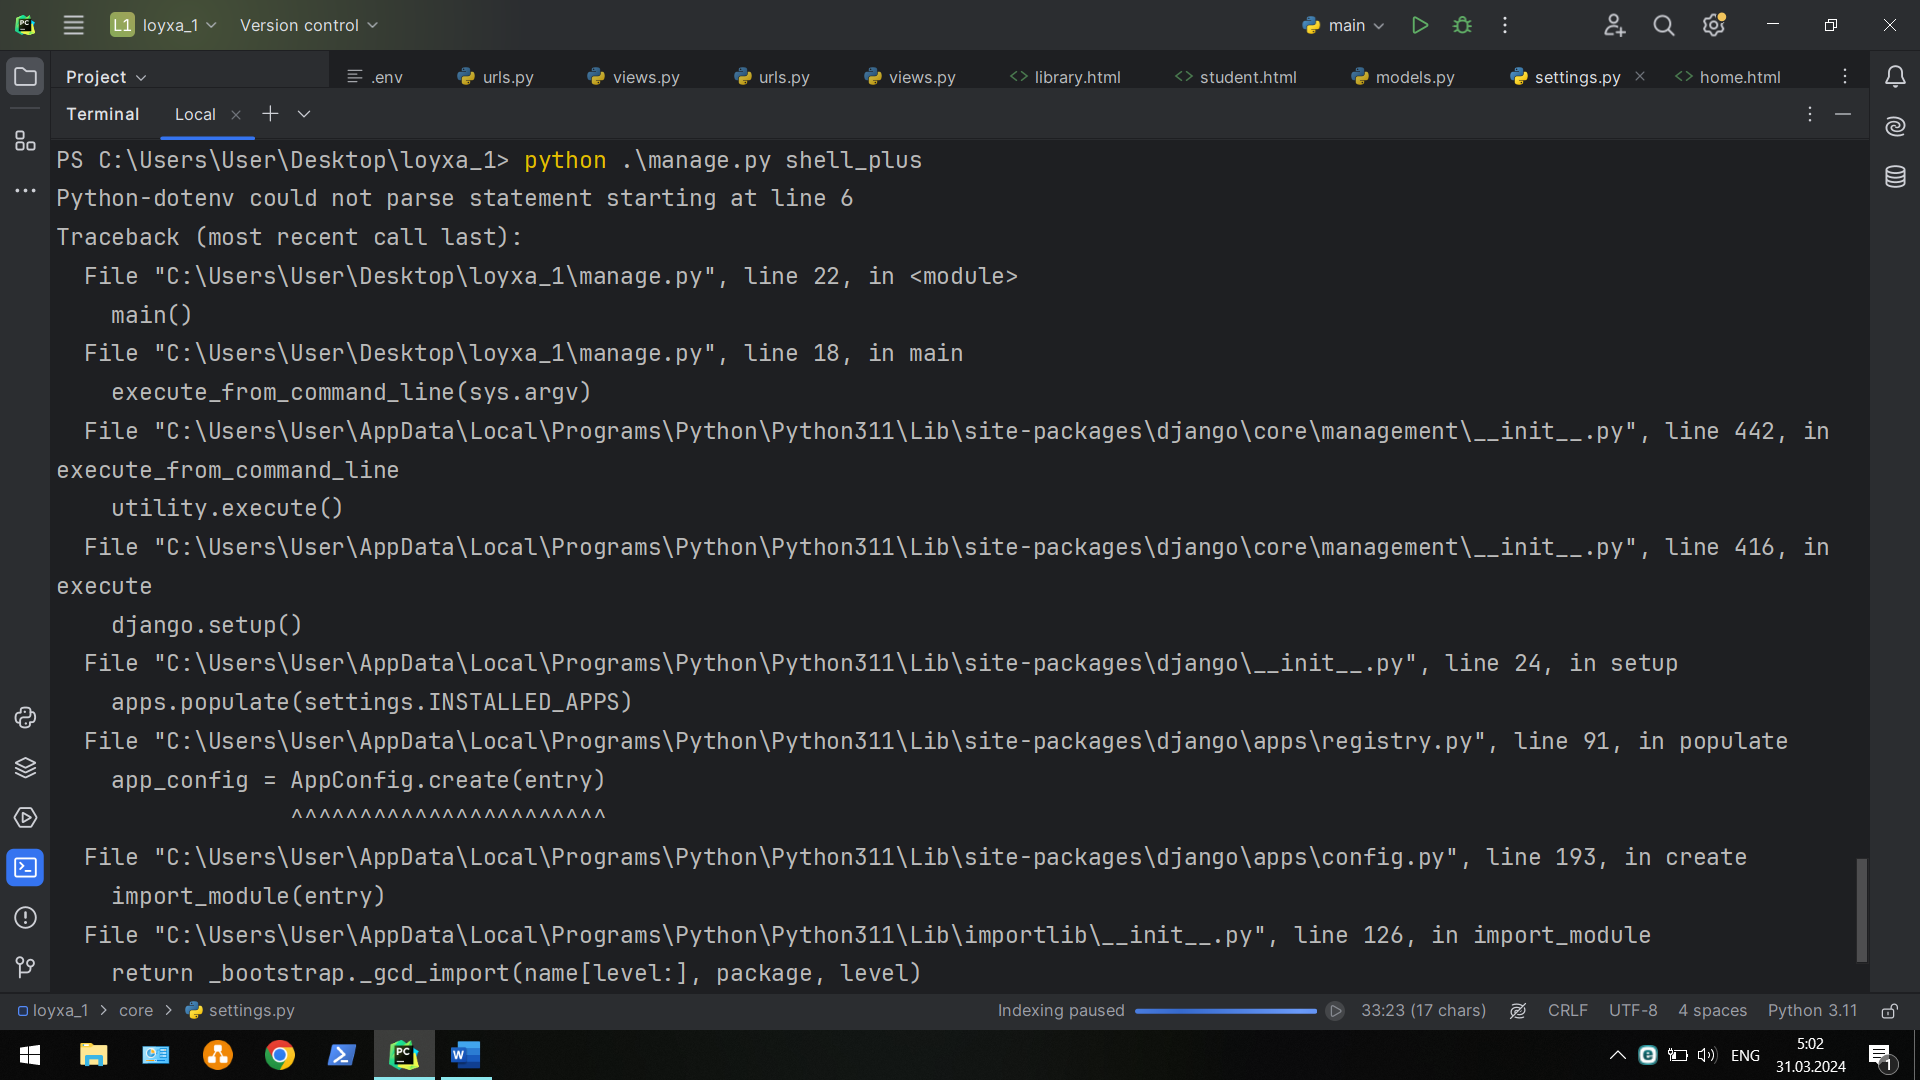 L1 loyxa_1 Version control main
Project .env urls.py views.py urls.py views.py <> library.html <> student.html models.py settings.py <> home.html
Terminal Local
PS C:\Users\User\Desktop\loyxa_1> python .\manage.py shell_plus
Python-dotenv could not parse statement starting at line 6
Traceback (most recent call last):
  File "C:\Users\User\Desktop\loyxa_1\manage.py", line 22, in <module>
    main()
  File "C:\Users\User\Desktop\loyxa_1\manage.py", line 18, in main
    execute_from_command_line(sys.argv)
  File "C:\Users\User\AppData\Local\Programs\Python\Python311\Lib\site-packages\django\core\management\__init__.py", line 442, in
execute_from_command_line
    utility.execute()
  File "C:\Users\User\AppData\Local\Programs\Python\Python311\Lib\site-packages\django\core\management\__init__.py", line 416, in
execute
    django.setup()
  File "C:\Users\User\AppData\Local\Programs\Python\Python311\Lib\site-packages\django\__init__.py", line 24, in setup
    apps.populate(settings.INSTALLED_APPS)
  File "C:\Users\User\AppData\Local\Programs\Python\Python311\Lib\site-packages\django\apps\registry.py", line 91, in populate
    app_config = AppConfig.create(entry)
                 ^^^^^^^^^^^^^^^^^^^^^^^
  File "C:\Users\User\AppData\Local\Programs\Python\Python311\Lib\site-packages\django\apps\config.py", line 193, in create
    import_module(entry)
  File "C:\Users\User\AppData\Local\Programs\Python\Python311\Lib\importlib\__init__.py", line 126, in import_module
    return _bootstrap._gcd_import(name[level:], package, level)
loyxa_1 > core > settings.py Indexing paused 33:23 (17 chars) CRLF UTF-8 4 spaces Python 3.11
ENG 5:02
31.03.2024 1